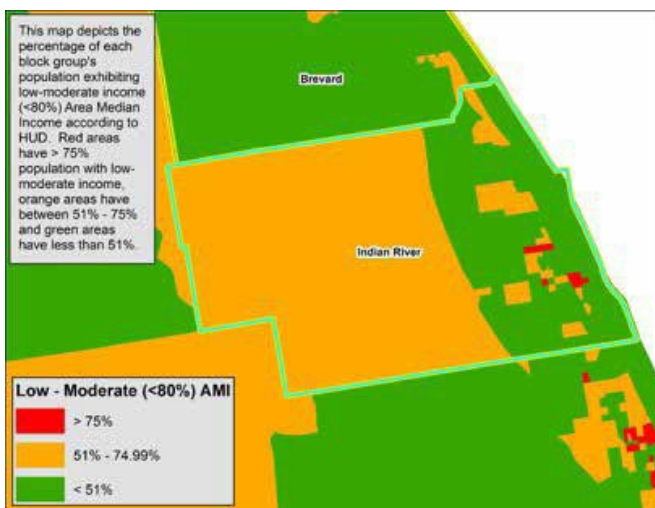 This map depicts the
percentage of each
block group's
population exhibiting
low-moderate income
(<80%) Area Median
Income according to
HUD. Red areas
have > 75%
population with low-
moderate income,
orange areas have
between 51% - 75%
and green areas
have less than 51%.
Brevard
Indian River
Low - Moderate (<80%) AMI
> 75%
51% - 74.99%
< 51%